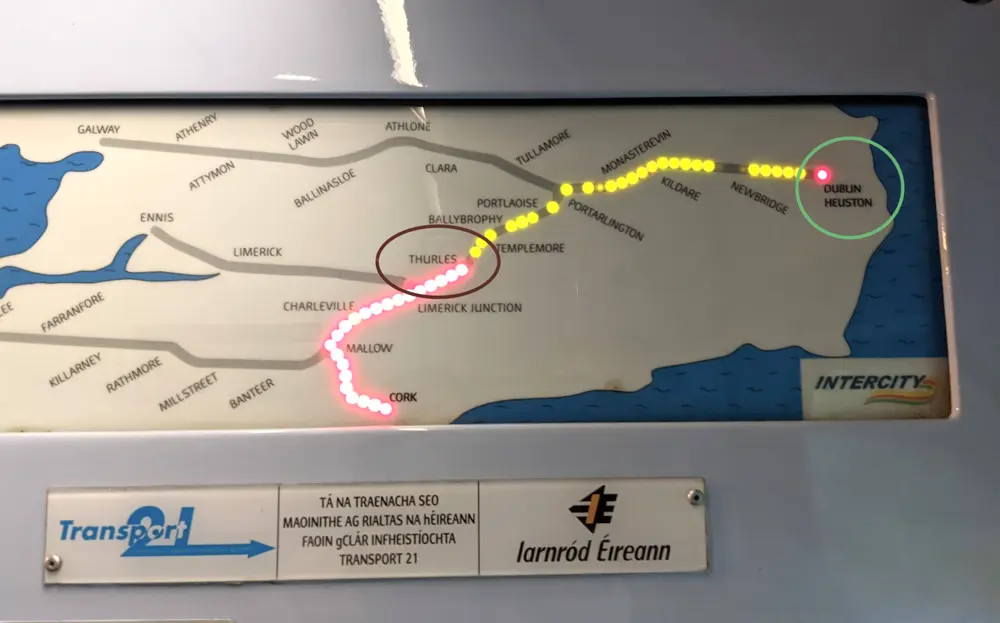 GALWAY
ATHENRY
WOOD
LAWN
ATHLONE
TULLAMORE
MONASTEREVIN
ATTYMON
BALLINASLOE
CLARA
KILDARE
NEWBRIDGE
DUBLIN
HEUSTON
PORTLAOISE
PORTARLINGTON
BALLYBROPHY
ENNIS
LIMERICK
THURLES
TEMPLEMORE
FARRANFORE
CHARLEVILLE
LIMERICK JUNCTION
MALLOW
KILLARNEY
RATHMORE
MILLSTREET
BANTEER
CORK
INTERCITY
Transport 21
TÁ NA TRAENACHA SEO
MAOINITHE AG RIALTAS NA hÉIREANN
FAOIN gCLÁR INFHEISTÍOCHTA
TRANSPORT 21
Iarnród Éireann